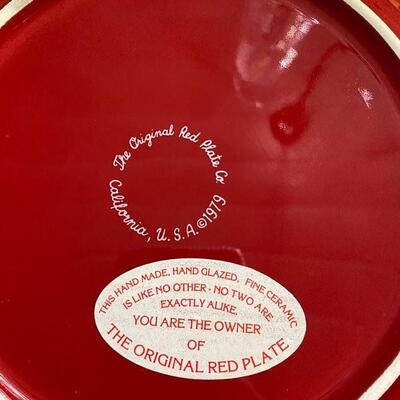 The Original Red Plate Co
California, U.S.A. ©1979
THIS HAND MADE, HAND GLAZED, FINE CERAMIC
IS LIKE NO OTHER - NO TWO ARE
EXACTLY ALIKE.
YOU ARE THE OWNER
OF
THE ORIGINAL RED PLATE